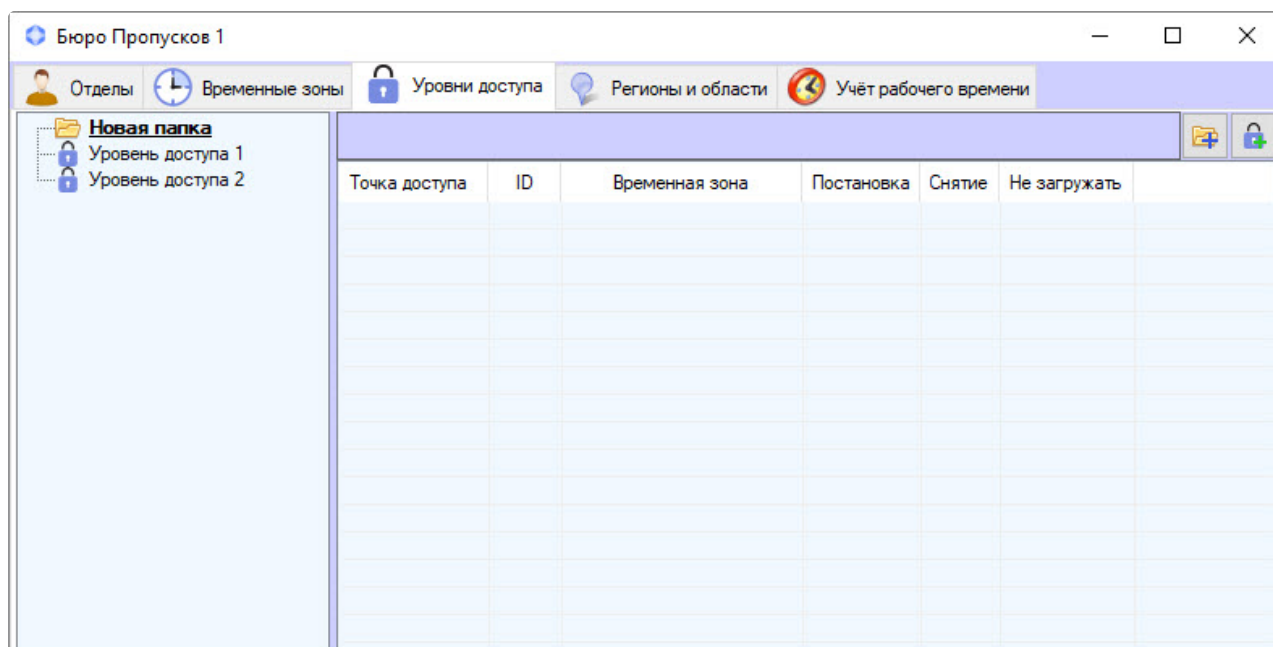 Бюро Пропусков 1
Отделы Временные зоны Уровни доступа Регионы и области Учёт рабочего времени
Новая папка
Уровень доступа 1
Уровень доступа 2
Точка доступа ID Временная зона Постановка Снятие Не загружать